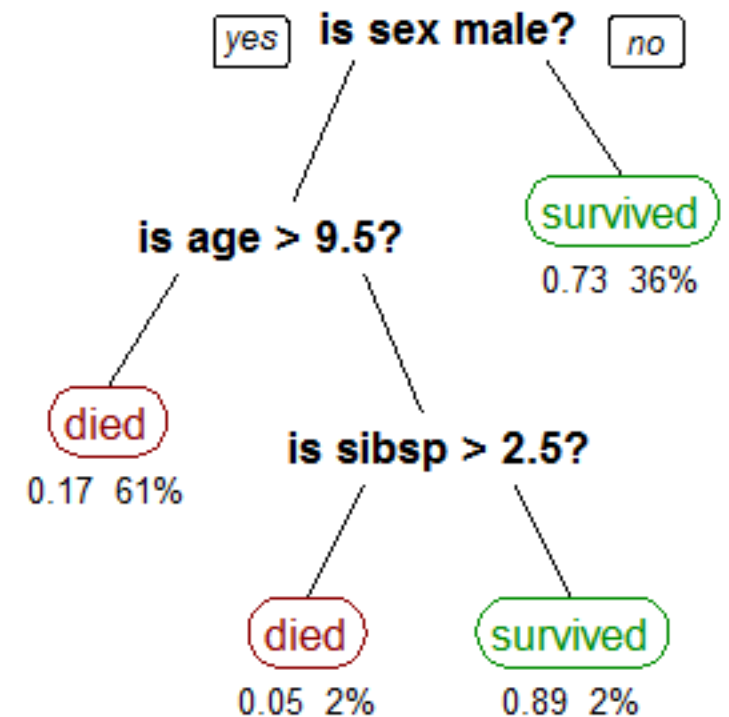 yes is sex male? no
is age > 9.5?
survived
0.73 36%
died
0.17 61%
is sibsp > 2.5?
died
0.05 2%
survived
0.89 2%